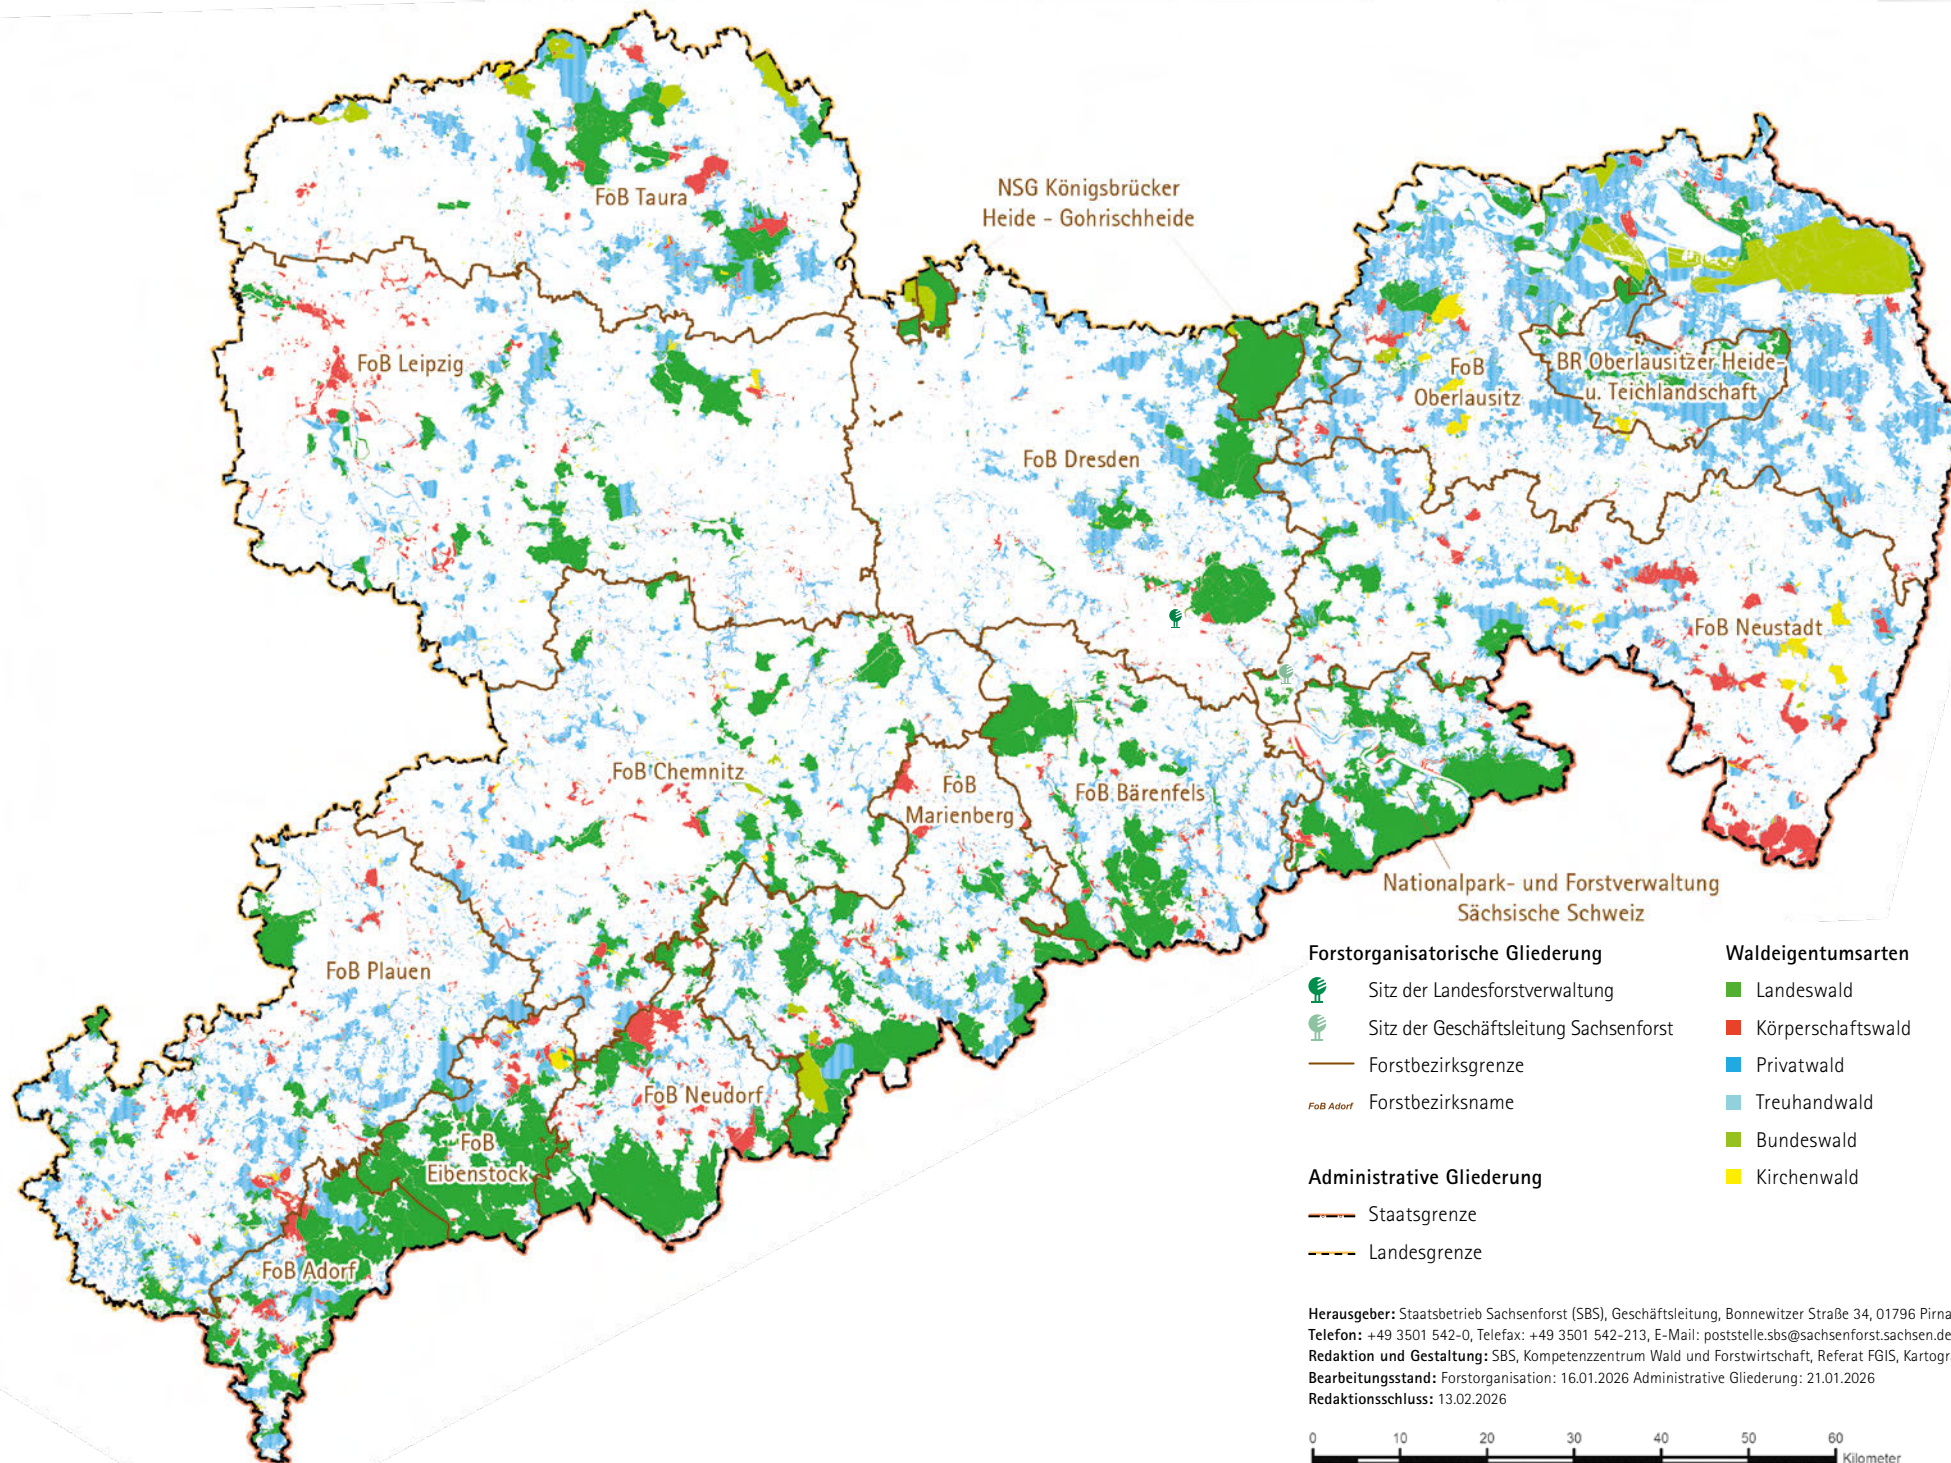 FoB Taura
NSG Königsbrücker
Heide - Gohrischheide
FoB Leipzig
FoB
Oberlausitz
BR Oberlausitzer Heide-
u. Teichlandschaft
FoB Dresden
FoB Neustadt
FoB Chemnitz
FoB
Marienberg
FoB Bärenfels
Nationalpark- und Forstverwaltung
Sächsische Schweiz
FoB Plauen
FoB Neudorf
FoB
Eibenstock
FoB Adorf
Forstorganisatorische Gliederung
Sitz der Landesforstverwaltung
Sitz der Geschäftsleitung Sachsenforst
Forstbezirksgrenze
FoB Adorf Forstbezirksname
Administrative Gliederung
Staatsgrenze
Landesgrenze
Waldeigentumsarten
Landeswald
Körperschaftswald
Privatwald
Treuhandwald
Bundeswald
Kirchenwald
Herausgeber: Staatsbetrieb Sachsenforst (SBS), Geschäftsleitung, Bonnewitzer Straße 34, 01796 Pirna
Telefon: +49 3501 542-0, Telefax: +49 3501 542-213, E-Mail: poststelle.sbs@sachsenforst.sachsen.de
Redaktion und Gestaltung: SBS, Kompetenzzentrum Wald und Forstwirtschaft, Referat FGIS, Kartogr
Bearbeitungsstand: Forstorganisation: 16.01.2026 Administrative Gliederung: 21.01.2026
Redaktionsschluss: 13.02.2026
0 10 20 30 40 50 60
Kilometer